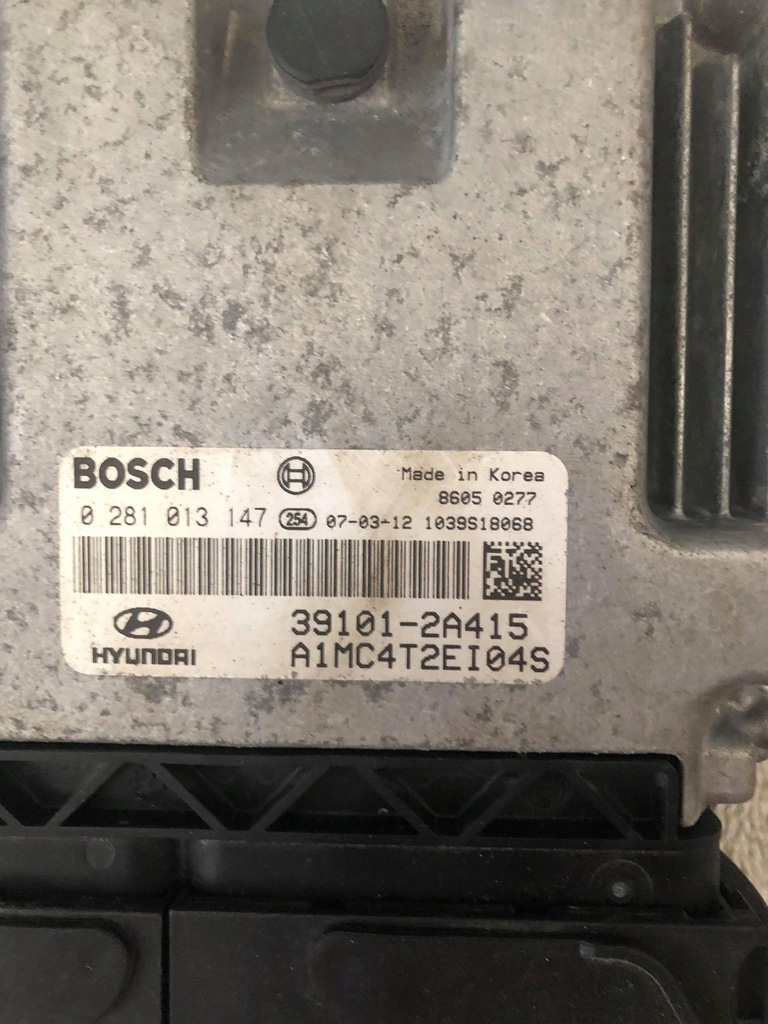 BOSCH
Made in Korea
8605 0277
0 281 013 147 254 07-03-12 1039S18068
FT
39101-2A415
HYUNDAI
A1MC4T2EI04S